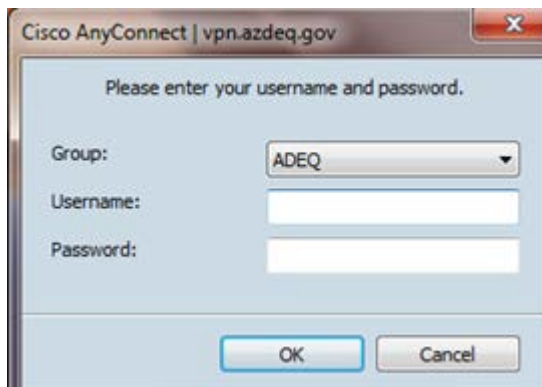 Cisco AnyConnect | vpn.azdeq.gov
Please enter your username and password.
Group:
ADEQ
Username:
Password:
OK
Cancel